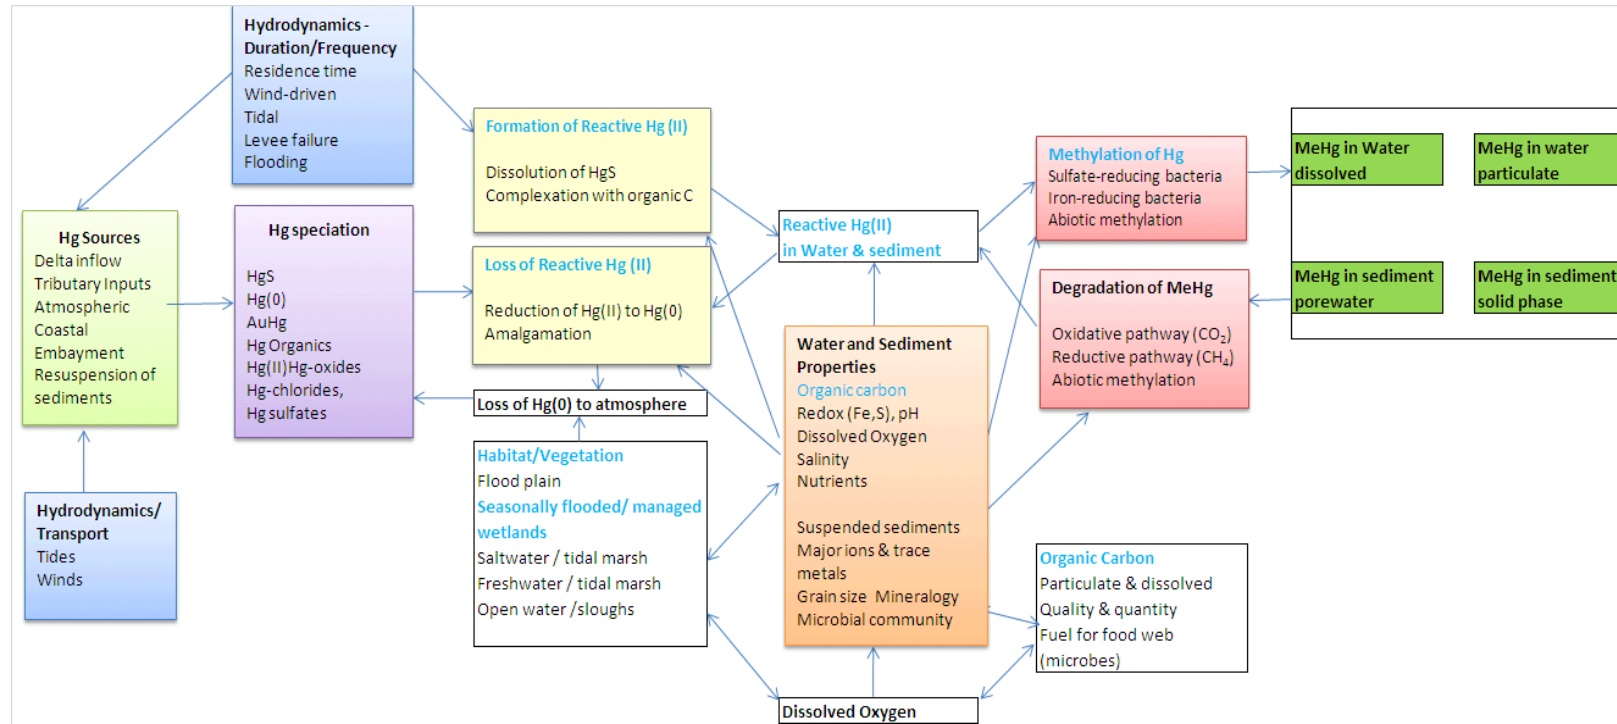 Hydrodynamics -
Duration/Frequency
Residence time
Wind-driven
Tidal
Levee failure
Flooding
Hg Sources
Delta inflow
Tributary Inputs
Atmospheric
Coastal
Embayment
Resuspension of
sediments
Hydrodynamics/
Transport
Tides
Winds
Hg speciation
HgS
Hg(0)
AuHg
Hg Organics
Hg(II)Hg-oxides
Hg-chlorides,
Hg sulfates
Formation of Reactive Hg (II)
Dissolution of HgS
Complexation with organic C
Loss of Reactive Hg (II)
Reduction of Hg(II) to Hg(0)
Amalgamation
Loss of Hg(0) to atmosphere
Habitat/Vegetation
Flood plain
Seasonally flooded/ managed
wetlands
Saltwater / tidal marsh
Freshwater / tidal marsh
Open water /sloughs
Reactive Hg(II)
in Water & sediment
Water and Sediment
Properties
Organic carbon
Redox (Fe,S), pH
Dissolved Oxygen
Salinity
Nutrients
Suspended sediments
Major ions & trace
metals
Grain size Mineralogy
Microbial community
Dissolved Oxygen
Methylation of Hg
Sulfate-reducing bacteria
Iron-reducing bacteria
Abiotic methylation
Degradation of MeHg
Oxidative pathway (CO₂)
Reductive pathway (CH₄)
Abiotic methylation
Organic Carbon
Particulate & dissolved
Quality & quantity
Fuel for food web
(microbes)
MeHg in Water
dissolved
MeHg in water
particulate
MeHg in sediment
porewater
MeHg in sediment
solid phase